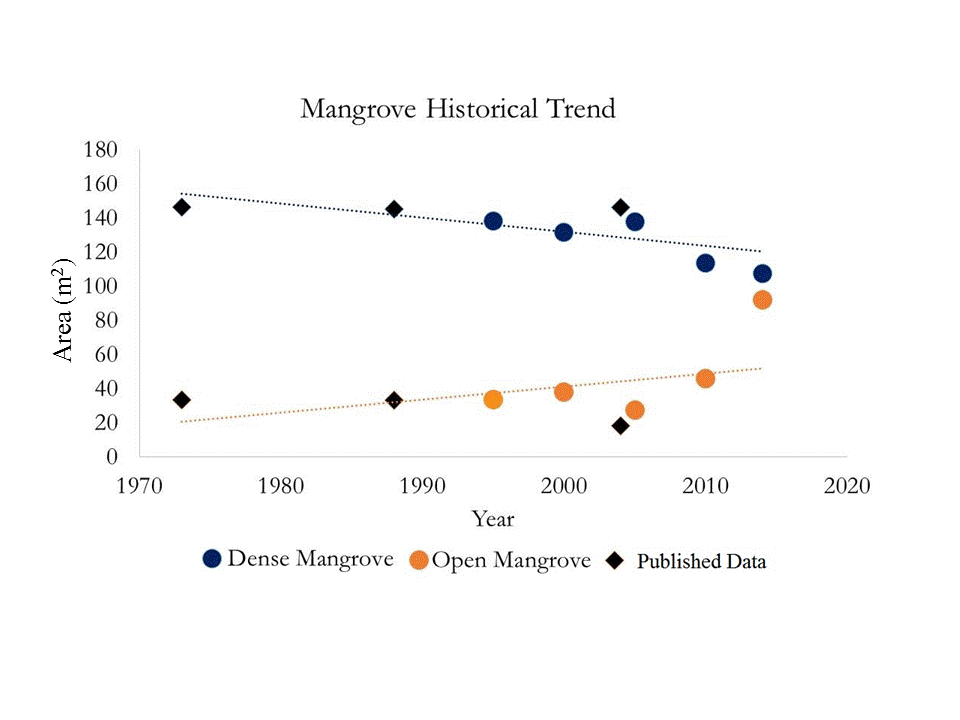 Mangrove Historical Trend
180
160
140
120
100
80
60
40
20
0
Area (m²)
1970 1980 1990 2000 2010 2020
Year
Dense Mangrove Open Mangrove Published Data